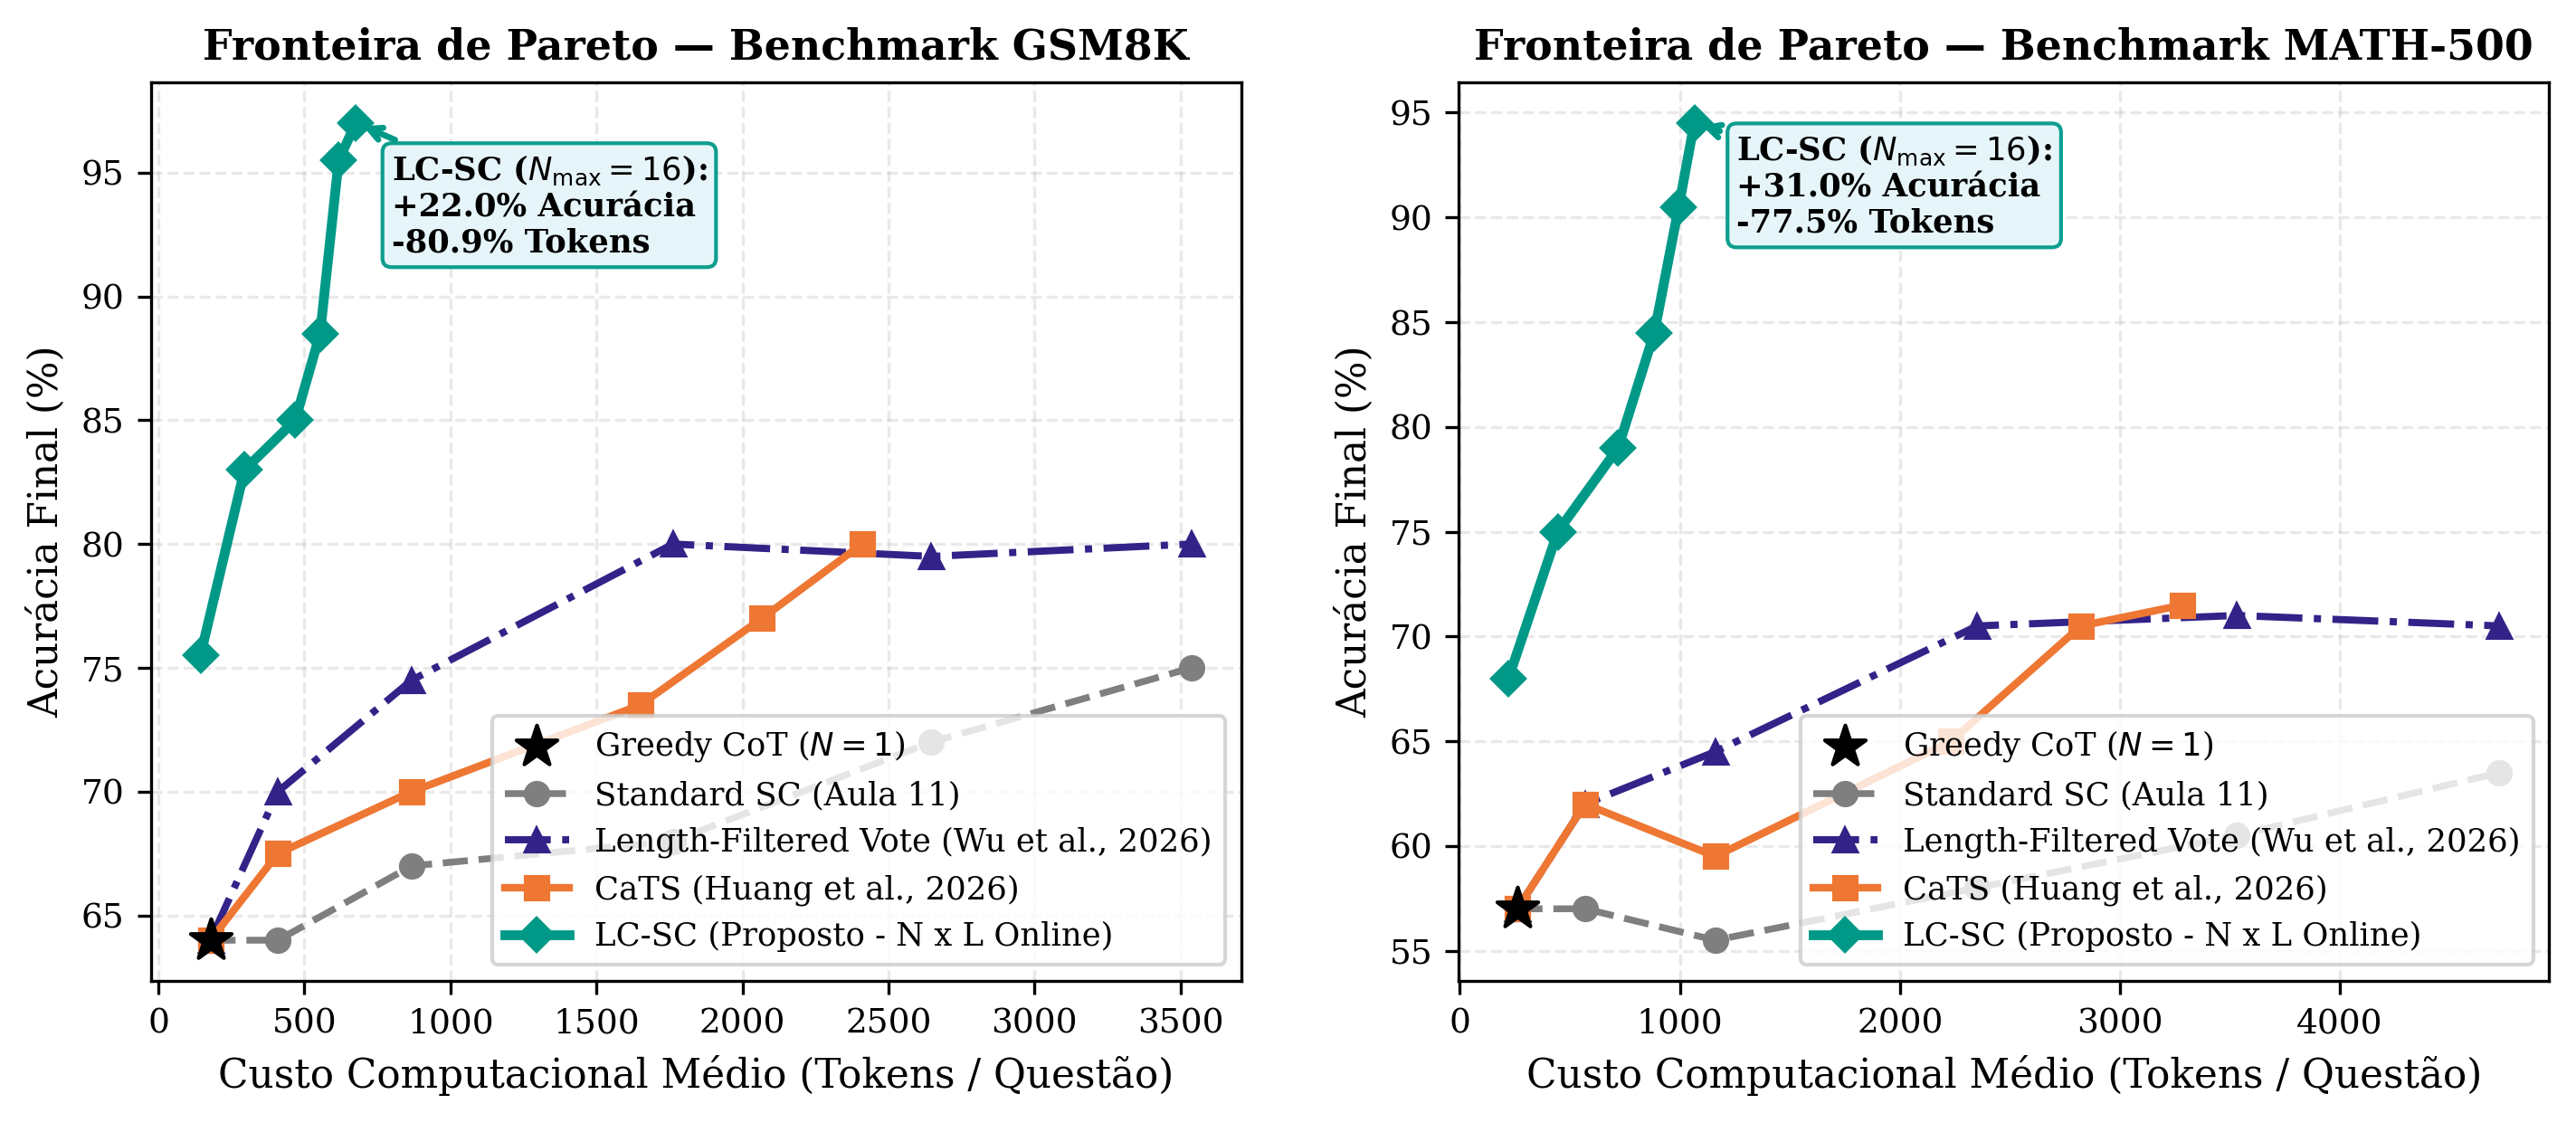 Fronteira de Pareto — Benchmark GSM8K
Acurácia Final (%)
95
90
85
80
75
70
65
LC-SC (Nmax = 16):
+22.0% Acurácia
-80.9% Tokens
Greedy CoT (N = 1)
Standard SC (Aula 11)
Length-Filtered Vote (Wu et al., 2026)
CaTS (Huang et al., 2026)
LC-SC (Proposto - N x L Online)
0 500 1000 1500 2000 2500 3000 3500
Custo Computacional Médio (Tokens / Questão)
Fronteira de Pareto — Benchmark MATH-500
Acurácia Final (%)
95
90
85
80
75
70
65
60
55
LC-SC (Nmax = 16):
+31.0% Acurácia
-77.5% Tokens
Greedy CoT (N = 1)
Standard SC (Aula 11)
Length-Filtered Vote (Wu et al., 2026)
CaTS (Huang et al., 2026)
LC-SC (Proposto - N x L Online)
0 1000 2000 3000 4000
Custo Computacional Médio (Tokens / Questão)